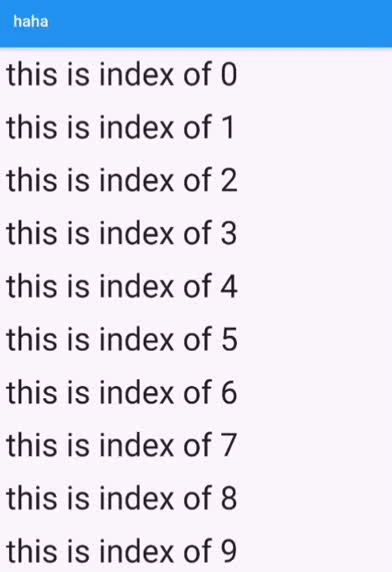 haha
this is index of 0
this is index of 1
this is index of 2
this is index of 3
this is index of 4
this is index of 5
this is index of 6
this is index of 7
this is index of 8
this is index of 9